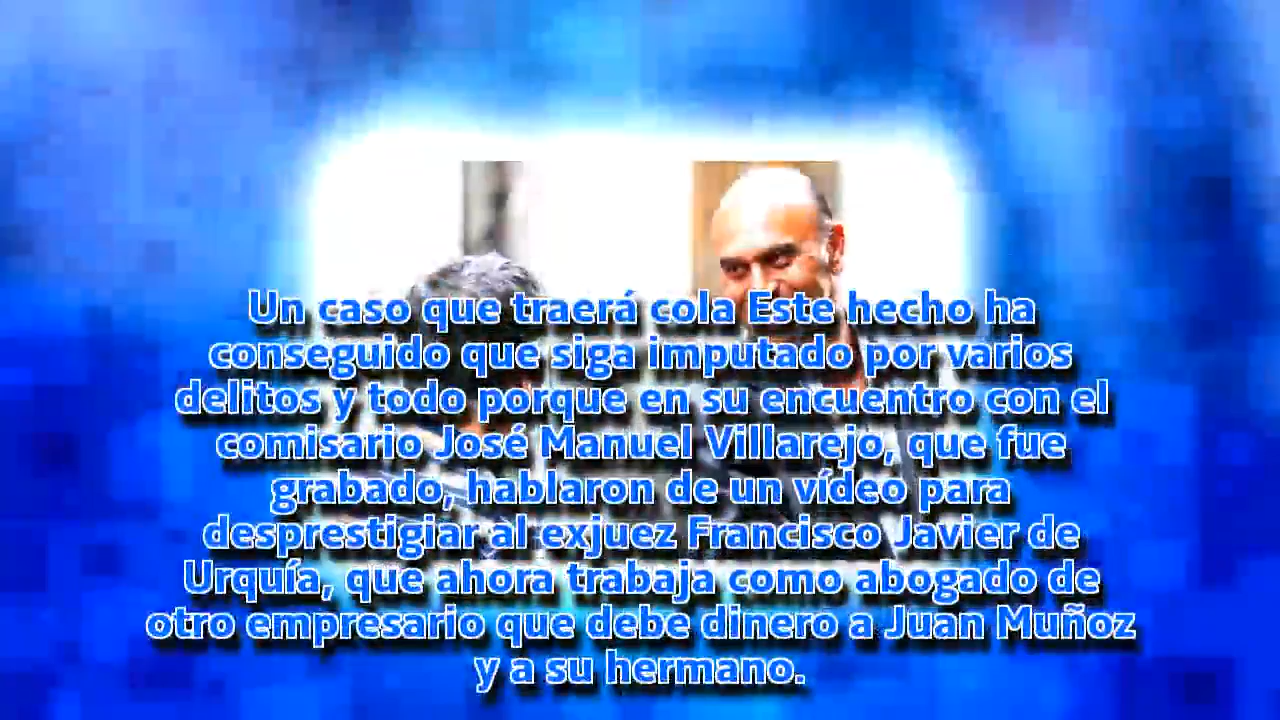 Un caso que traerá cola Este hecho ha
conseguido que siga imputado por varios
delitos y todo porque en su encuentro con el
comisario José Manuel Villarejo, que fue
grabado, hablaron de un vídeo para
desprestigiar al exjuez Francisco Javier de
Urquía, que ahora trabaja como abogado de
otro empresario que debe dinero a Juan Muñoz
y a su hermano.